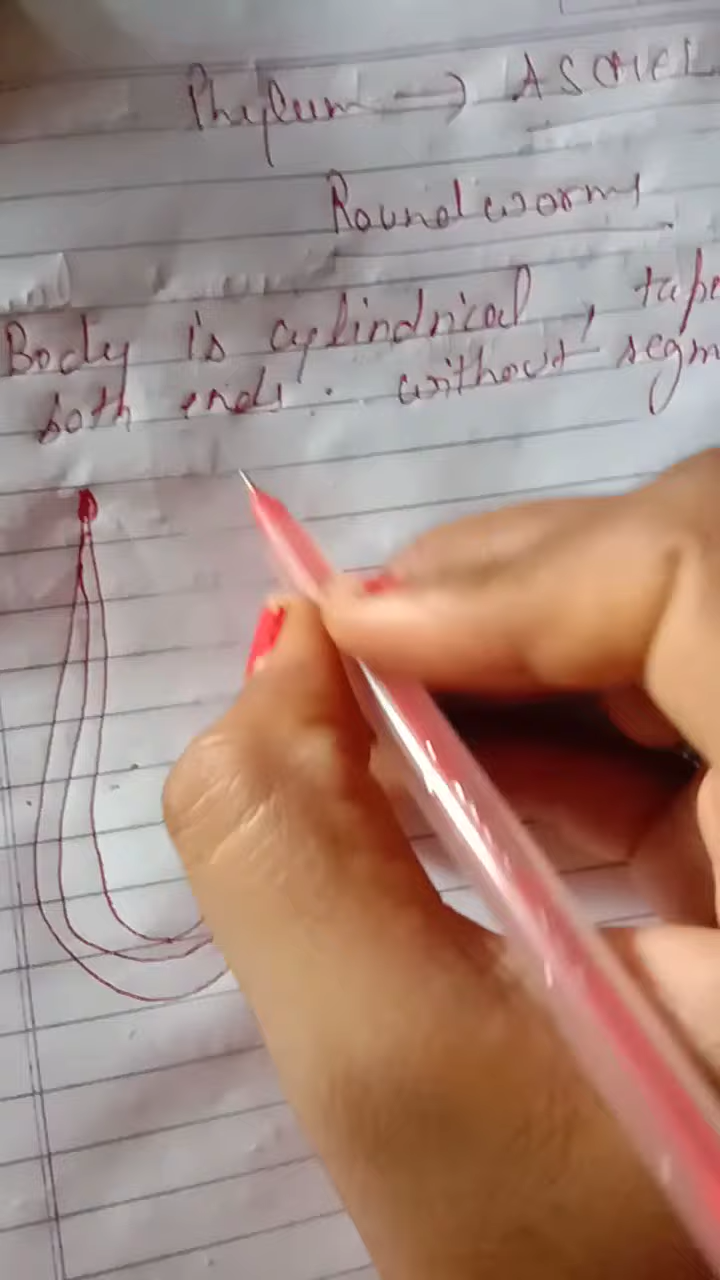 Phylum → ASCHEL
Roundworms
Body is cylindrical, tape
both ends. without segm